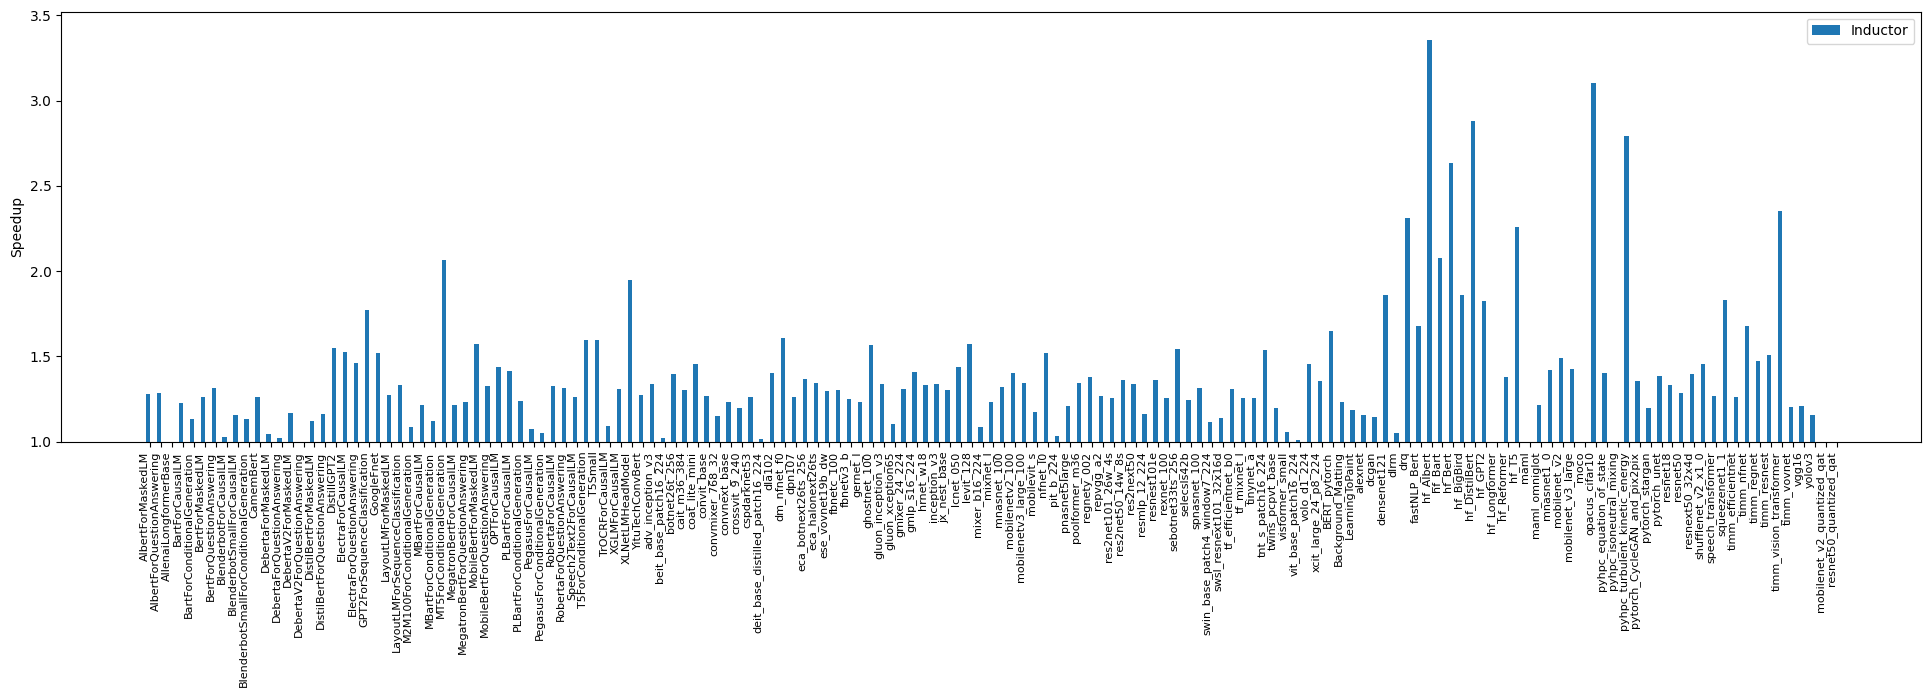 3.5
3.0
2.5
2.0
1.5
1.0
Speedup
Inductor
AlbertForMaskedLM
AlbertForQuestionAnswering
AllenaiLongformerBase
BartForCausalLM
BartForConditionalGeneration
BertForMaskedLM
BertForQuestionAnswering
BlenderbotForCausalLM
BlenderbotSmallForCausalLM
BlenderbotSmallForConditionalGeneration
CamemBert
DebertaForMaskedLM
DebertaForQuestionAnswering
DebertaV2ForMaskedLM
DebertaV2ForQuestionAnswering
DistilBertForMaskedLM
DistilBertForQuestionAnswering
DistillGPT2
ElectraForCausalLM
ElectraForQuestionAnswering
GPT2ForSequenceClassification
GoogleFnet
LayoutLMForMaskedLM
LayoutLMForSequenceClassification
M2M100ForConditionalGeneration
MBartForCausalLM
MBartForConditionalGeneration
MT5ForConditionalGeneration
MegatronBertForCausalLM
MegatronBertForQuestionAnswering
MobileBertForMaskedLM
MobileBertForQuestionAnswering
OPTForCausalLM
PLBartForCausalLM
PLBartForConditionalGeneration
PegasusForCausalLM
PegasusForConditionalGeneration
RobertaForCausalLM
RobertaForQuestionAnswering
Speech2Text2ForCausalLM
T5ForConditionalGeneration
T5Small
TrOCRForCausalLM
XGLMForCausalLM
XLNetLMHeadModel
YituTechConvBert
adv_inception_v3
beit_base_patch16_224
botnet26t_256
cait_m36_384
coat_lite_mini
convit_base
convmixer_768_32
convnext_base
crossvit_9_240
cspdarknet53
deit_base_distilled_patch16_224
dla102
dm_nfnet_f0
dpn107
eca_botnext26ts_256
eca_halonext26ts
ese_vovnet19b_dw
fbnetc_100
fbnetv3_b
gernet_l
ghostnet_100
gluon_inception_v3
gluon_xception65
gmixer_24_224
gmlp_s16_224
hrnet_w18
inception_v3
jx_nest_base
lcnet_050
levit_128
mixer_b16_224
mixnet_l
mnasnet_100
mobilenetv2_100
mobilenetv3_large_100
mobilevit_s
nfnet_l0
pit_b_224
pnasnet5large
poolformer_m36
regnety_002
repvgg_a2
res2net101_26w_4s
res2net50_14w_8s
res2next50
resmlp_12_224
resnest101e
rexnet_100
sebotnet33ts_256
selecsls42b
spnasnet_100
swin_base_patch4_window7_224
swsl_resnext101_32x16d
tf_efficientnet_b0
tf_mixnet_l
tinynet_a
tnt_s_patch16_224
twins_pcpvt_base
visformer_small
vit_base_patch16_224
volo_d1_224
xcit_large_24_p8_224
BERT_pytorch
Background_Matting
LearningToPaint
alexnet
dcgan
densenet121
dlrm
drq
fastNLP_Bert
hf_Albert
hf_Bart
hf_Bert
hf_BigBird
hf_DistilBert
hf_GPT2
hf_Longformer
hf_Reformer
hf_T5
maml
maml_omniglot
mnasnet1_0
mobilenet_v2
mobilenet_v3_large
moco
opacus_cifar10
pyhpc_equation_of_state
pyhpc_isoneutral_mixing
pyhpc_turbulent_kinetic_energy
pytorch_CycleGAN_and_pix2pix
pytorch_stargan
pytorch_unet
resnet18
resnet50
resnext50_32x4d
shufflenet_v2_x1_0
speech_transformer
squeezenet1_1
timm_efficientnet
timm_nfnet
timm_regnet
timm_resnest
timm_vision_transformer
timm_vovnet
vgg16
yolov3
mobilenet_v2_quantized_qat
resnet50_quantized_qat